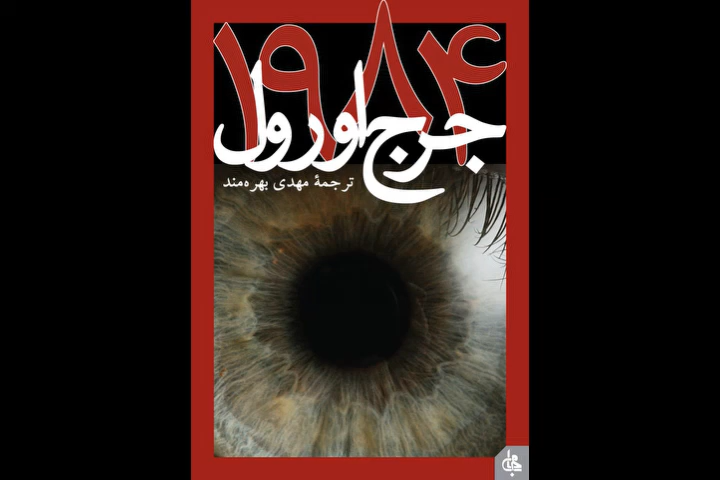 ۱۹۸۴
جرج اورول
ترجمهٔ مهدی بهره‌مند